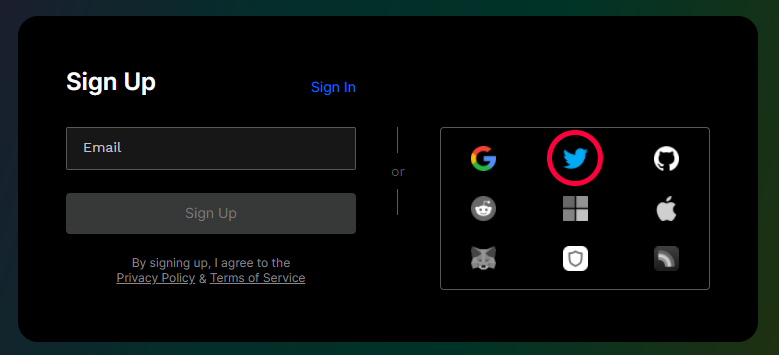 Sign Up
Sign In
Email
or
Sign Up
By signing up, I agree to the
Privacy Policy & Terms of Service